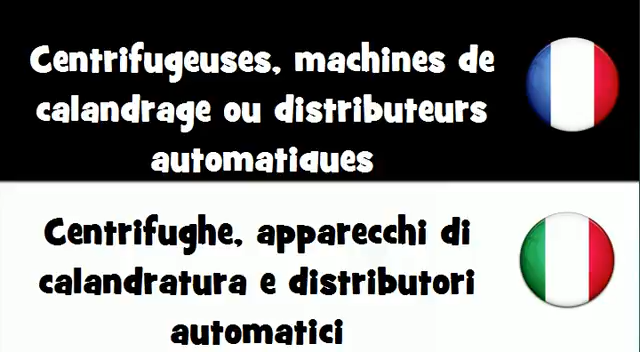 Centrifugeuses, machines de
calandrage ou distributeurs
automatiques
Centrifughe, apparecchi di
calandratura e distributori
automatici